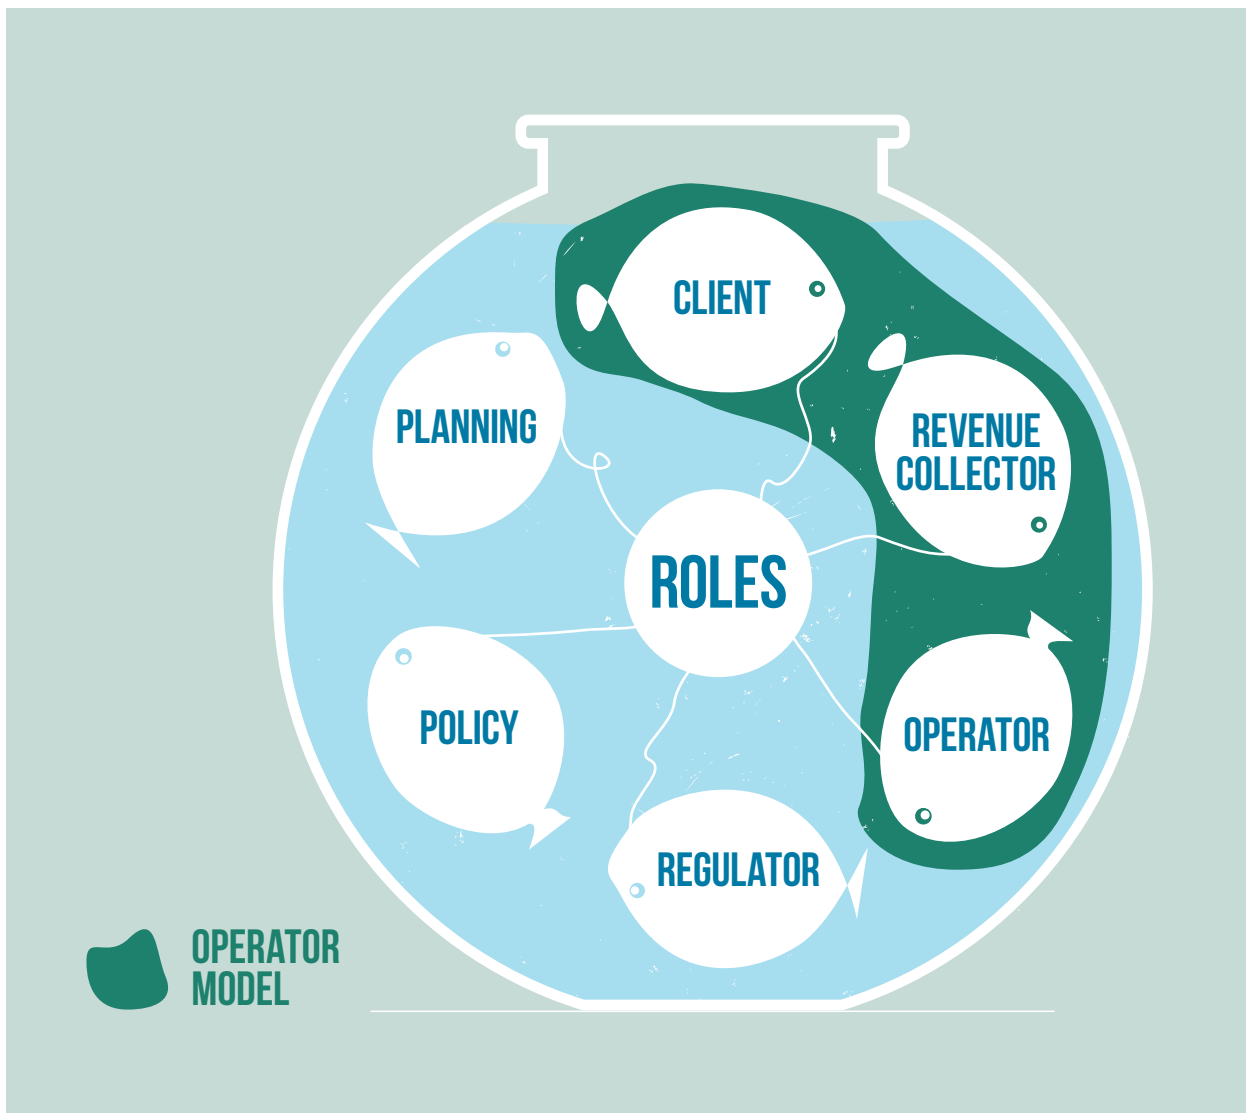 CLIENT
PLANNING
REVENUE
COLLECTOR
ROLES
POLICY
OPERATOR
REGULATOR
OPERATOR
MODEL